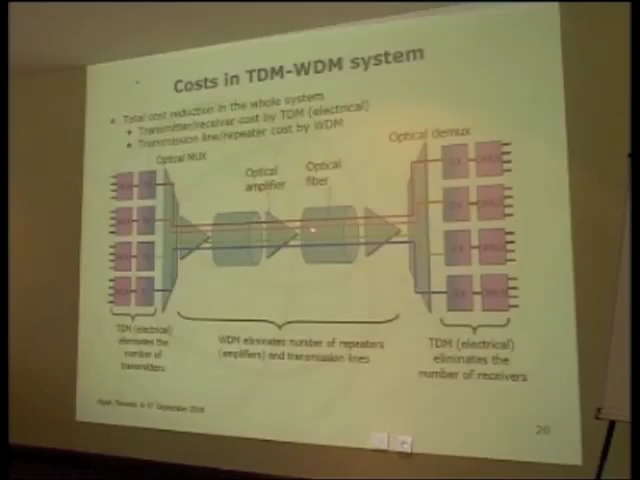 Costs in TDM-WDM system
Total cost reduction in the whole system
Transmitter/receiver cost by TDM (electrical)
Transmission line/repeater cost by WDM
Optical MUX
Optical
amplifier
Optical
fiber
Optical demux
TDM (electrical)
eliminates the
number of
transmitters
WDM eliminates number of repeaters
(amplifiers) and transmission lines
TDM (electrical)
eliminates the
number of receivers
September
20